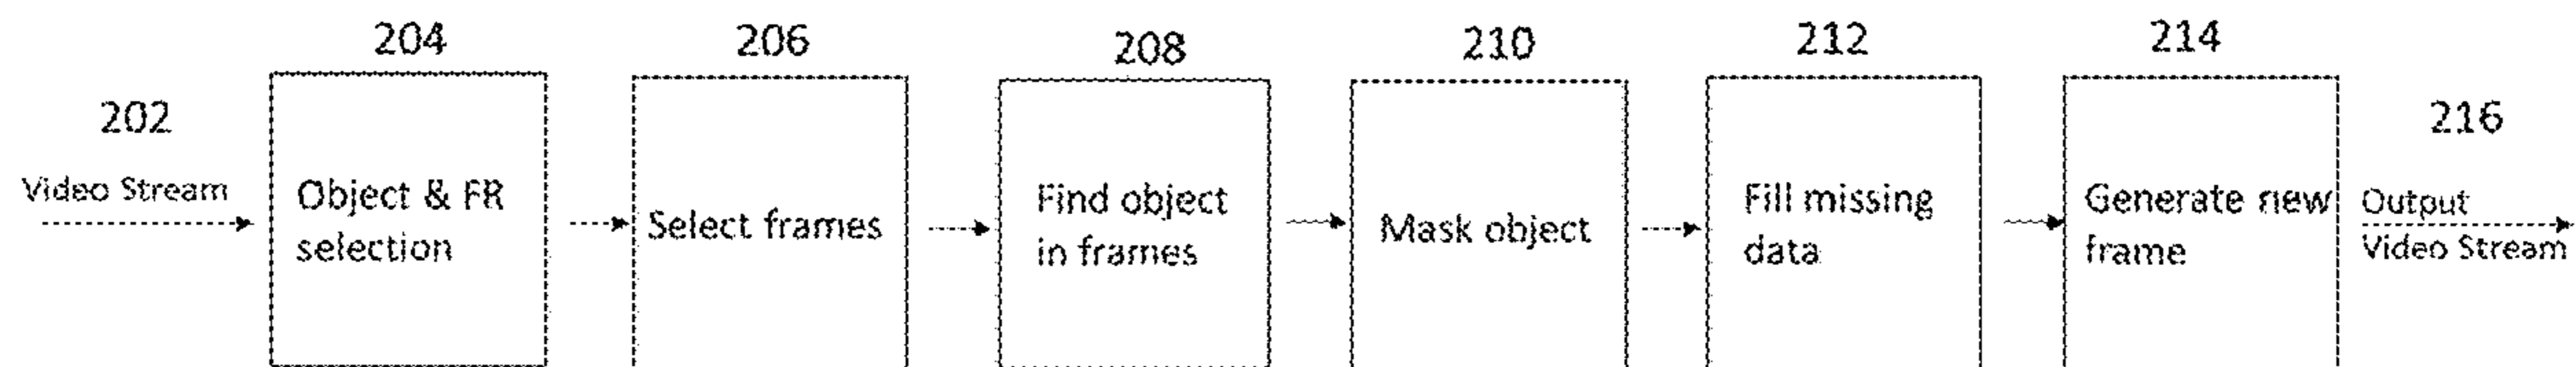 204
206
208
210
212
214
202
216
Video Stream
Object & FR
selection
Select frames
Find object
in frames
Mask object
Fill missing
data
Generate new
frame
Output
Video Stream